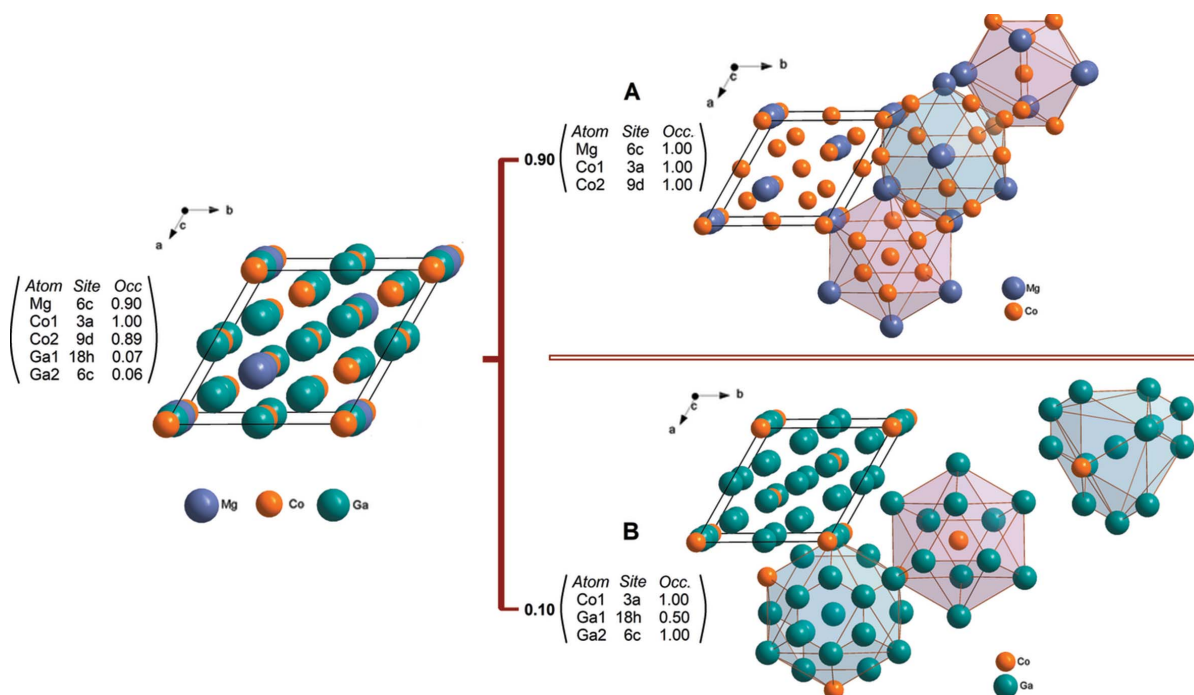 b
c
a
Atom Site Occ
Mg 6c 0.90
Co1 3a 1.00
Co2 9d 0.89
Ga1 18h 0.07
Ga2 6c 0.06
Mg Co Ga
A
b
c
a
0.90
Atom Site Occ.
Mg 6c 1.00
Co1 3a 1.00
Co2 9d 1.00
Mg
Co
b
c
a
B
0.10
Atom Site Occ.
Co1 3a 1.00
Ga1 18h 0.50
Ga2 6c 1.00
Co
Ga